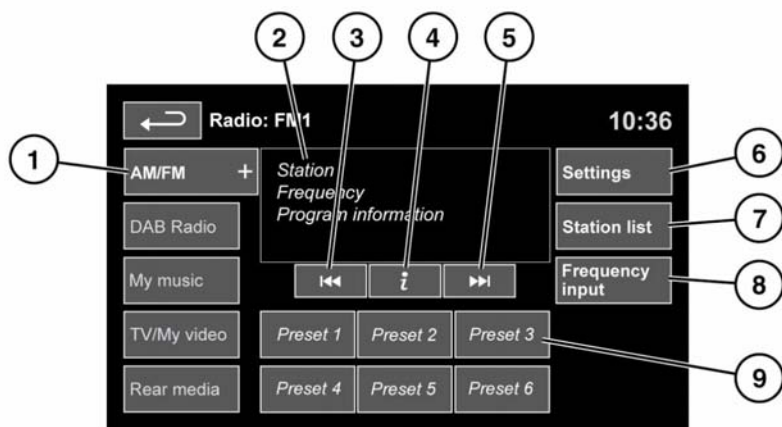 2
3
4
5
Radio: FM1
10:36
1
AM/FM +
Station
Frequency
Program information
Settings
6
DAB Radio
Station list
7
My music
i
Frequency
input
8
TV/My video
Preset 1
Preset 2
Preset 3
9
Rear media
Preset 4
Preset 5
Preset 6